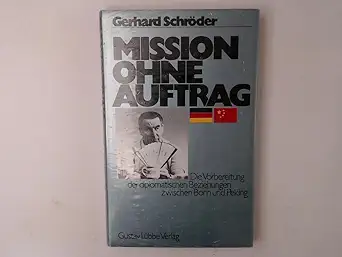 Gerhard Schröder
MISSION
OHNE
AUFTRAG
Die Vorbereitung
der diplomatischen Beziehungen
zwischen Bonn und Peking
Gustav Lübbe Verlag